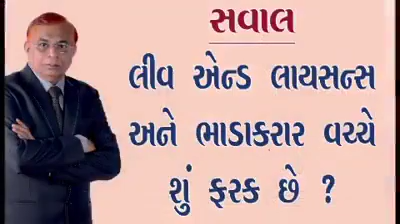 સવાલ
લીવ એન્ડ લાયસન્સ
અને ભાડાકરાર વચ્ચે
શું ફરક છે ?